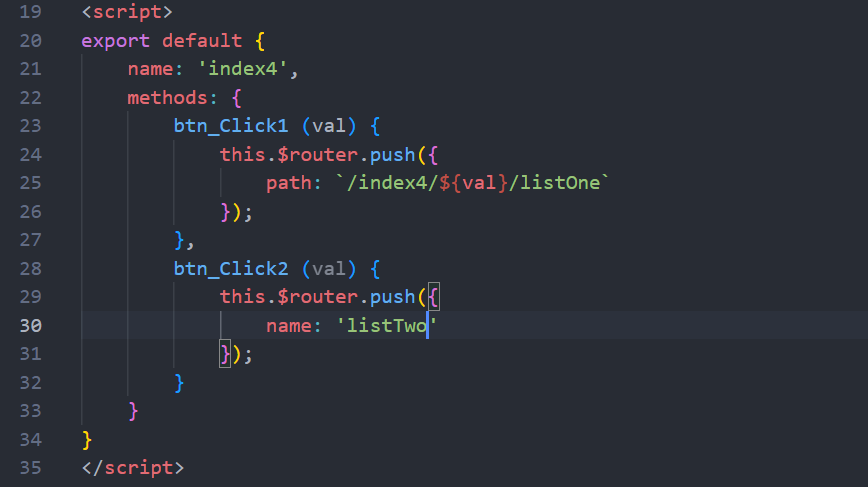 19 <script>
20 export default {
21     name: 'index4',
22     methods: {
23         btn_Click1 (val) {
24             this.$router.push({
25                 path: `/index4/${val}/listOne`
26             });
27         },
28         btn_Click2 (val) {
29             this.$router.push({
30                 name: 'listTwo'
31             });
32         }
33     }
34 }
35 </script>